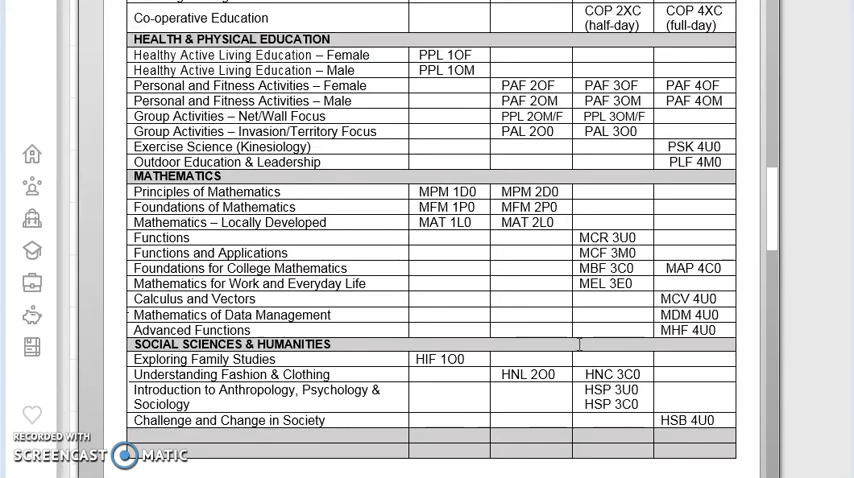 Co-operative Education COP 2XC COP 4XC
(half-day) (full-day)
HEALTH & PHYSICAL EDUCATION
Healthy Active Living Education – Female PPL 1OF
Healthy Active Living Education – Male PPL 1OM
Personal and Fitness Activities – Female PAF 2OF PAF 3OF PAF 4OF
Personal and Fitness Activities – Male PAF 2OM PAF 3OM PAF 4OM
Group Activities – Net/Wall Focus PPL 2OM/F PPL 3OM/F
Group Activities – Invasion/Territory Focus PAL 2O0 PAL 3O0
Exercise Science (Kinesiology) PSK 4U0
Outdoor Education & Leadership PLF 4M0
MATHEMATICS
Principles of Mathematics MPM 1D0 MPM 2D0
Foundations of Mathematics MFM 1P0 MFM 2P0
Mathematics – Locally Developed MAT 1L0 MAT 2L0
Functions MCR 3U0
Functions and Applications MCF 3M0
Foundations for College Mathematics MBF 3C0 MAP 4C0
Mathematics for Work and Everyday Life MEL 3E0
Calculus and Vectors MCV 4U0
Mathematics of Data Management MDM 4U0
Advanced Functions MHF 4U0
SOCIAL SCIENCES & HUMANITIES
Exploring Family Studies HIF 1O0
Understanding Fashion & Clothing HNL 2O0 HNC 3C0
Introduction to Anthropology, Psychology & HSP 3U0
Sociology HSP 3C0
Challenge and Change in Society HSB 4U0
RECORDED WITH
SCREENCAST MATIC